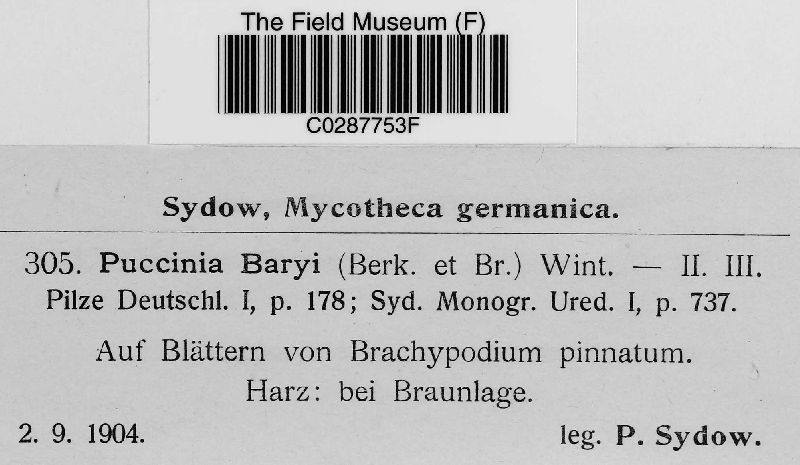 The Field Museum (F)
C0287753F
Sydow, Mycotheca germanica.
305. Puccinia Baryi (Berk. et Br.) Wint. — II. III.
Pilze Deutschl. I, p. 178; Syd. Monogr. Ured. I, p. 737.
Auf Blättern von Brachypodium pinnatum.
Harz: bei Braunlage.
2. 9. 1904. leg. P. Sydow.